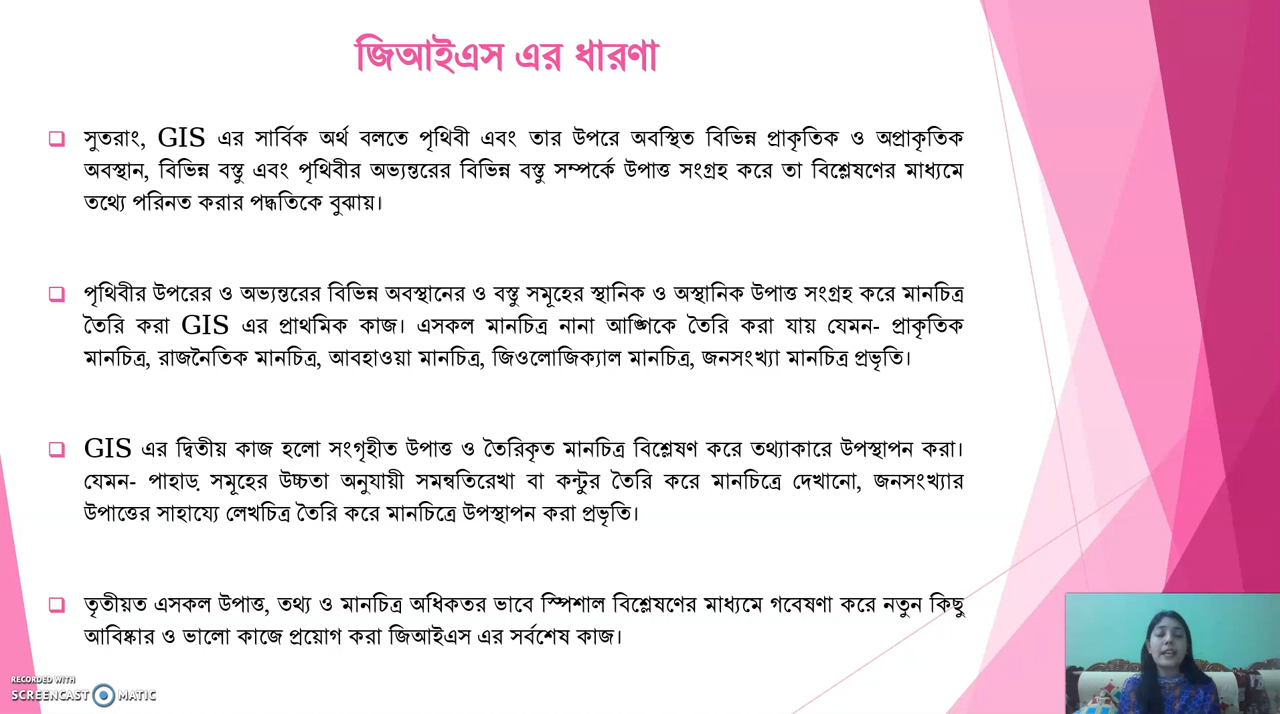 জিআইএস এর ধারণা
সুতরাং, GIS এর সার্বিক অর্থ বলতে পৃথিবী এবং তার উপরে অবস্থিত বিভিন্ন প্রাকৃতিক ও অপ্রাকৃতিক
অবস্থান, বিভিন্ন বস্তু এবং পৃথিবীর অভ্যন্তরের বিভিন্ন বস্তু সম্পর্কে উপাত্ত সংগ্রহ করে তা বিশ্লেষণের মাধ্যমে
তথ্যে পরিনত করার পদ্ধতিকে বুঝায়।
পৃথিবীর উপরের ও অভ্যন্তরের বিভিন্ন অবস্থানের ও বস্তু সমূহের স্থানিক ও অস্থানিক উপাত্ত সংগ্রহ করে মানচিত্র
তৈরি করা GIS এর প্রাথমিক কাজ। এসকল মানচিত্র নানা আঙ্গিকে তৈরি করা যায় যেমন- প্রাকৃতিক
মানচিত্র, রাজনৈতিক মানচিত্র, আবহাওয়া মানচিত্র, জিওলোজিক্যাল মানচিত্র, জনসংখ্যা মানচিত্র প্রভৃতি।
GIS এর দ্বিতীয় কাজ হলো সংগৃহীত উপাত্ত ও তৈরিকৃত মানচিত্র বিশ্লেষণ করে তথ্যাকারে উপস্থাপন করা।
যেমন- পাহাড় সমূহের উচ্চতা অনুযায়ী সমন্বতিরেখা বা কন্টুর তৈরি করে মানচিত্রে দেখানো, জনসংখ্যার
উপাত্তের সাহায্যে লেখচিত্র তৈরি করে মানচিত্রে উপস্থাপন করা প্রভৃতি।
তৃতীয়ত এসকল উপাত্ত, তথ্য ও মানচিত্র অধিকতর ভাবে স্পিশাল বিশ্লেষণের মাধ্যমে গবেষণা করে নতুন কিছু
আবিষ্কার ও ভালো কাজে প্রয়োগ করা জিআইএস এর সর্বশেষ কাজ।
RECORDED WITH
SCREENCAST MATIC